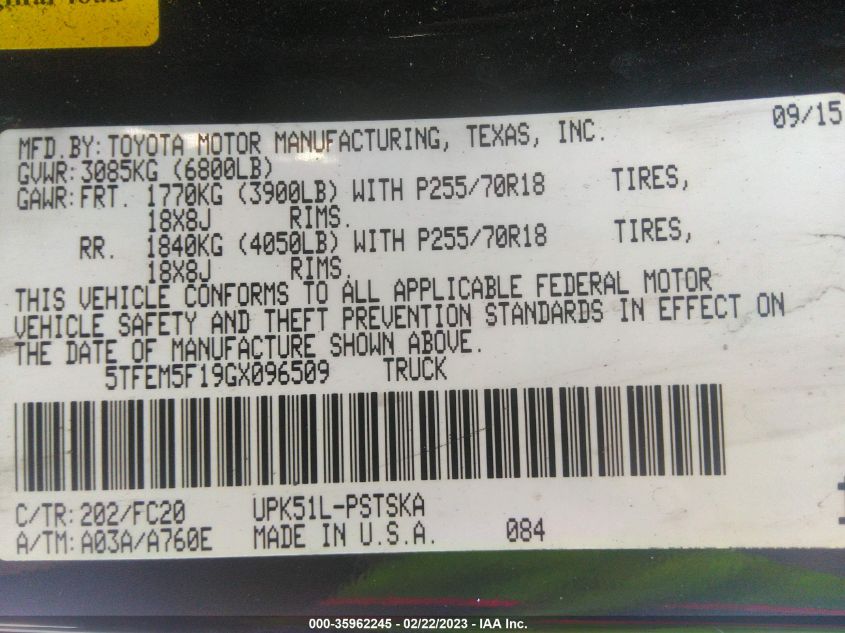 09/15
MFD.BY: TOYOTA MOTOR MANUFACTURING, TEXAS, INC.
GVWR: 3085KG (6800LB)
GAWR: FRT. 1770KG (3900LB) WITH P255/70R18 TIRES,
18X8J RIMS.
RR. 1840KG (4050LB) WITH P255/70R18 TIRES,
18X8J RIMS.
THIS VEHICLE CONFORMS TO ALL APPLICABLE FEDERAL MOTOR
VEHICLE SAFETY AND THEFT PREVENTION STANDARDS IN EFFECT ON
THE DATE OF MANUFACTURE SHOWN ABOVE.
5TFEM5F19GX096509 TRUCK
C/TR: 202/FC20 UPK51L-PSTSKA
A/TM: A03A/A760E MADE IN U.S.A. 084
000-35962245 - 02/22/2023 - IAA Inc.